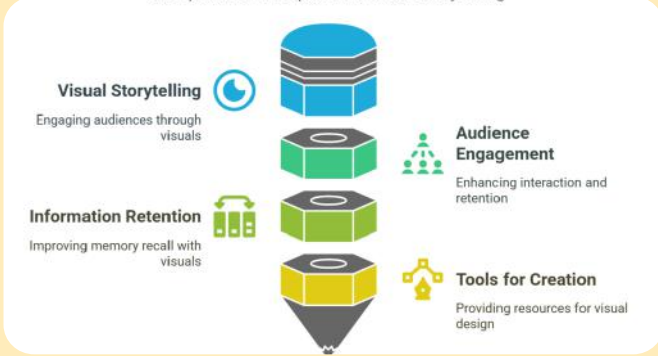 Visual Storytelling
Engaging audiences through
visuals
Audience
Engagement
Enhancing interaction and
retention
Information Retention
Improving memory recall with
visuals
Tools for Creation
Providing resources for visual
design